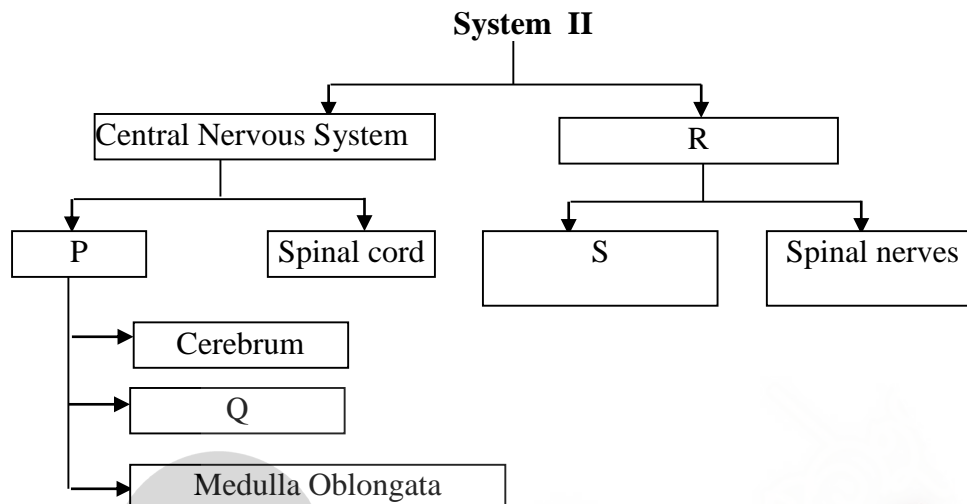 System II
Central Nervous System
R
P
Spinal cord
S
Spinal nerves
Cerebrum
Q
Medulla Oblongata